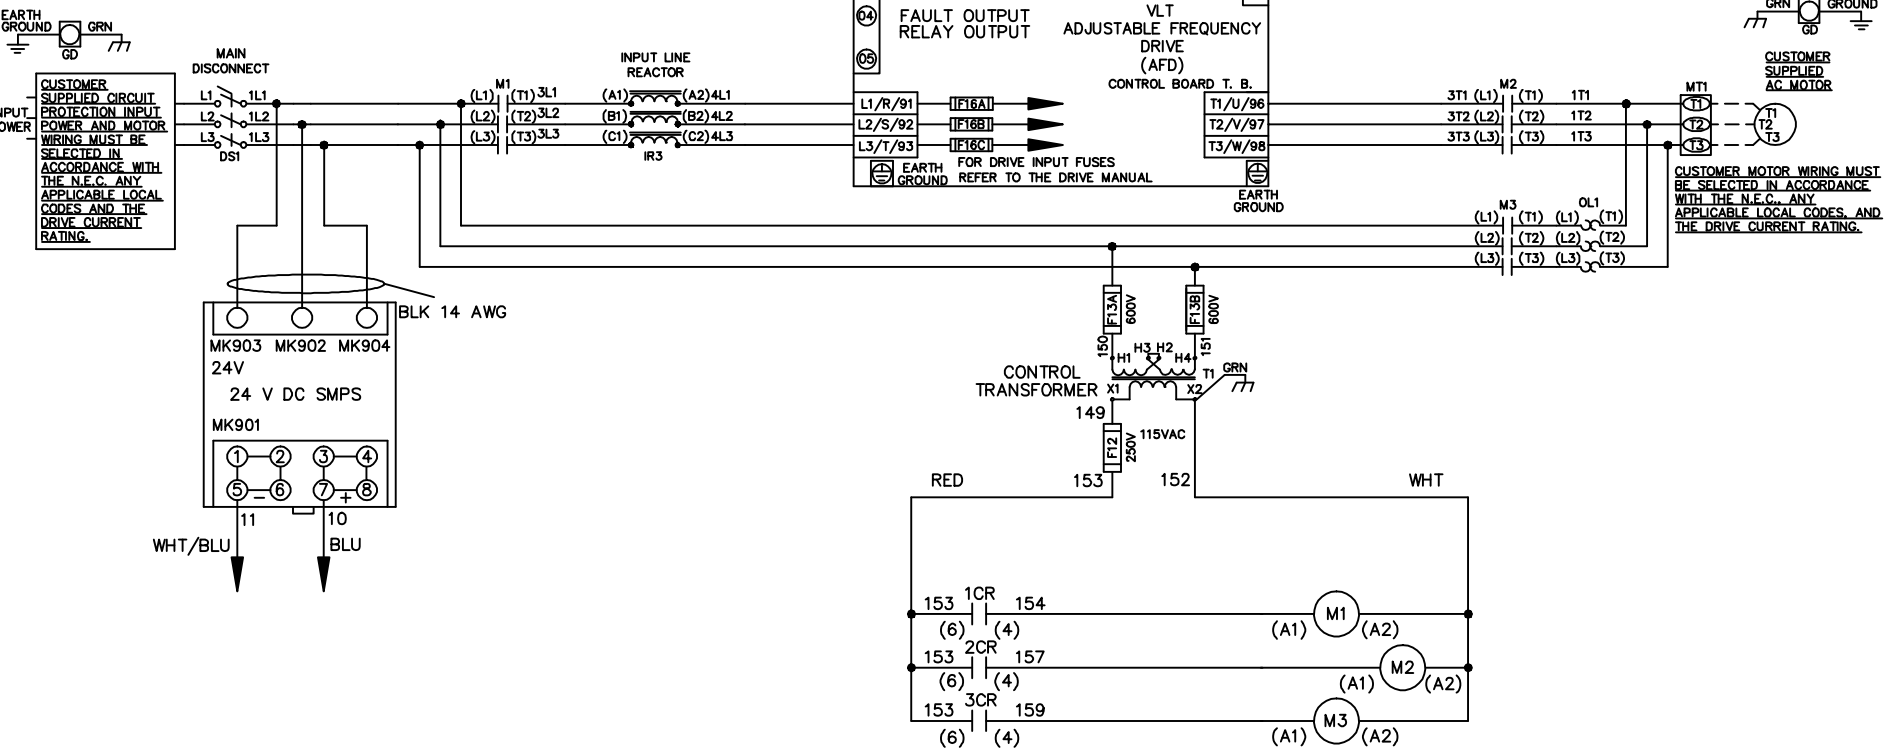 EARTH
GROUND
GRN
GD
MAIN
DISCONNECT
CUSTOMER
SUPPLIED CIRCUIT
PROTECTION INPUT
POWER AND MOTOR
WIRING MUST BE
SELECTED IN
ACCORDANCE WITH
THE N.E.C. ANY
APPLICABLE LOCAL
CODES AND THE
DRIVE CURRENT
RATING.
L1 1L1
L2 1L2
L3 1L3
DS1
M1
(L1) (T1) 3L1
(L2) (T2) 3L2
(L3) (T3) 3L3
INPUT LINE
REACTOR
(A1) (A2) 4L1
(B1) (B2) 4L2
(C1) (C2) 4L3
IR3
04
05
FAULT OUTPUT
RELAY OUTPUT
VLT
ADJUSTABLE FREQUENCY
DRIVE
(AFD)
CONTROL BOARD T. B.
L1/R/91 F16A T1/U/96
L2/S/92 F16B T2/V/97
L3/T/93 F16C T3/W/98
EARTH
GROUND
FOR DRIVE INPUT FUSES
REFER TO THE DRIVE MANUAL
EARTH
GROUND
M2
3T1 (L1) (T1) 1T1
3T2 (L2) (T2) 1T2
3T3 (L3) (T3) 1T3
GRN
GROUND
GD
CUSTOMER
SUPPLIED
AC MOTOR
MT1
T1
T2
T3
T1
T2
T3
CUSTOMER MOTOR WIRING MUST
BE SELECTED IN ACCORDANCE
WITH THE N.E.C., ANY
APPLICABLE LOCAL CODES, AND
THE DRIVE CURRENT RATING.
M3 OL1
(L1) (T1) (L1) (T1)
(L2) (T2) (L2) (T2)
(L3) (T3) (L3) (T3)
BLK 14 AWG
MK903 MK902 MK904
24V
24 V DC SMPS
MK901
1 2 3 4
5 - 6 7 + 8
11 10
WHT/BLU BLU
F13A 600V
F13B 600V
150 151
H1 H3 H2 H4
CONTROL
TRANSFORMER
T1
GRN
X1 X2
149
F12 250V
115VAC
153 152
RED WHT
1CR
153 154
(6) (4)
M1
(A1) (A2)
2CR
153 157
(6) (4)
M2
(A1) (A2)
3CR
153 159
(6) (4)
M3
(A1) (A2)